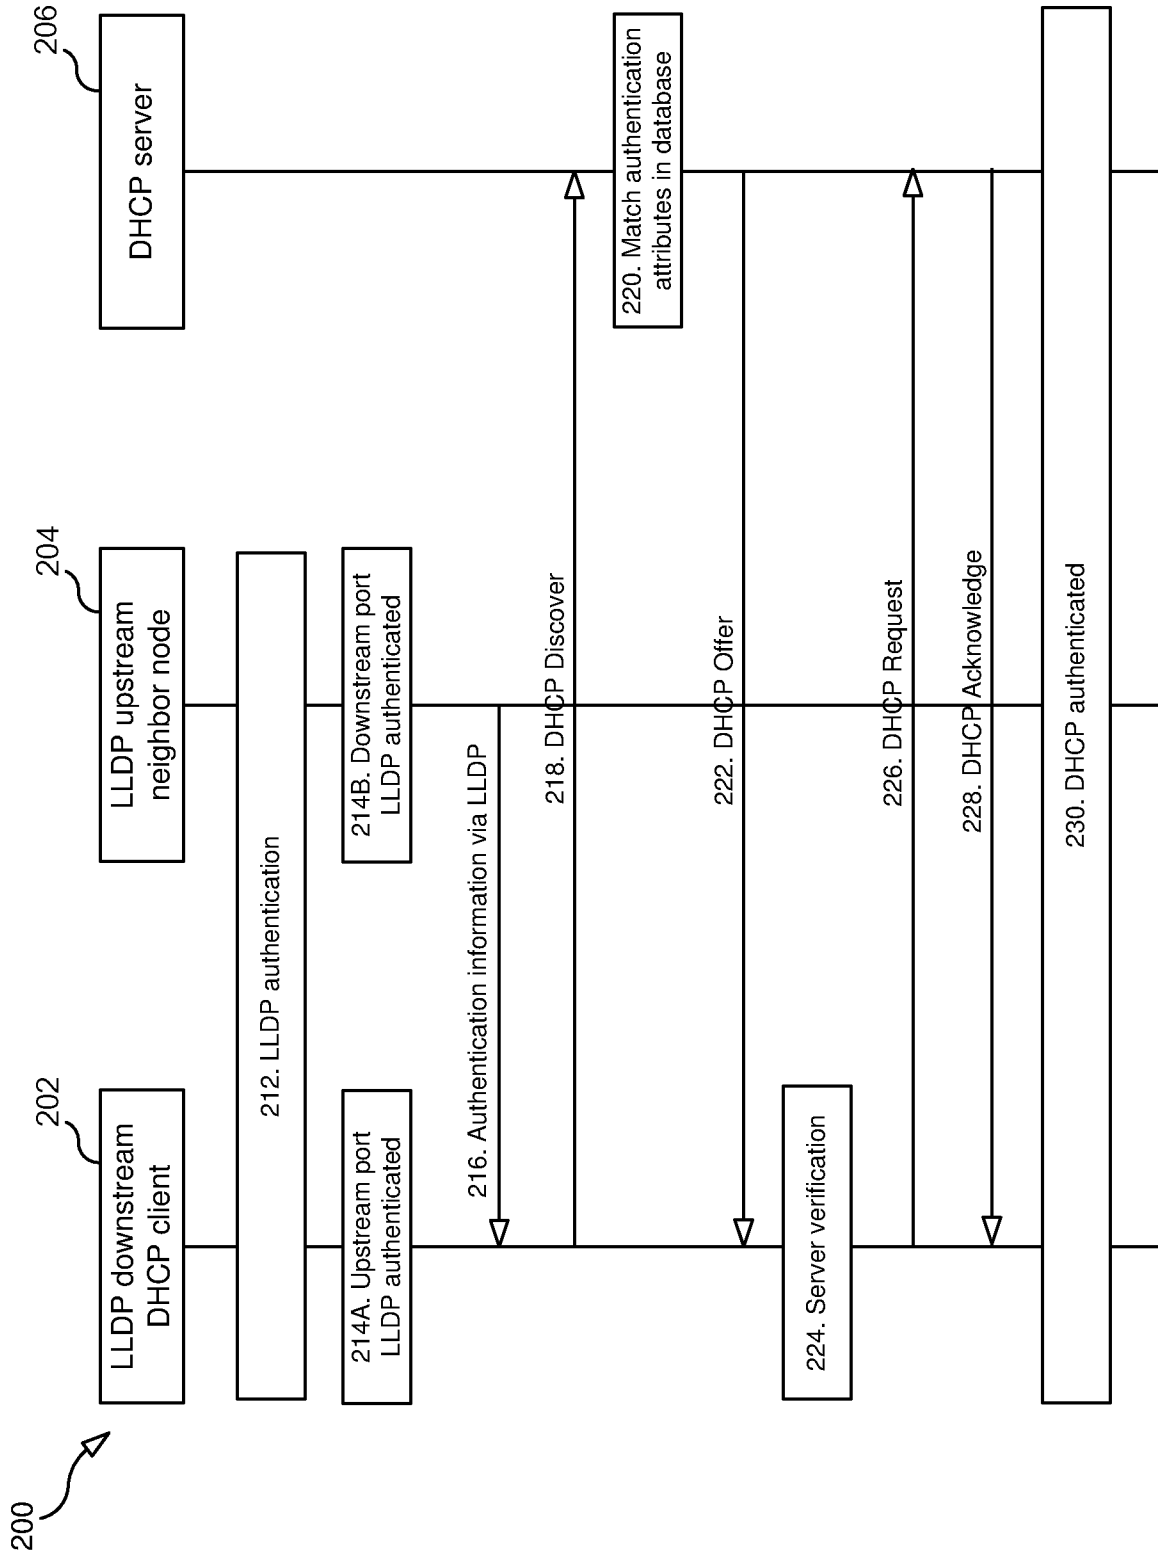 200
202
204
206
LLDP downstream
DHCP client
LLDP upstream
neighbor node
DHCP server
212. LLDP authentication
214A. Upstream port
LLDP authenticated
214B. Downstream port
LLDP authenticated
216. Authentication information via LLDP
218. DHCP Discover
220. Match authentication
attributes in database
222. DHCP Offer
224. Server verification
226. DHCP Request
228. DHCP Acknowledge
230. DHCP authenticated